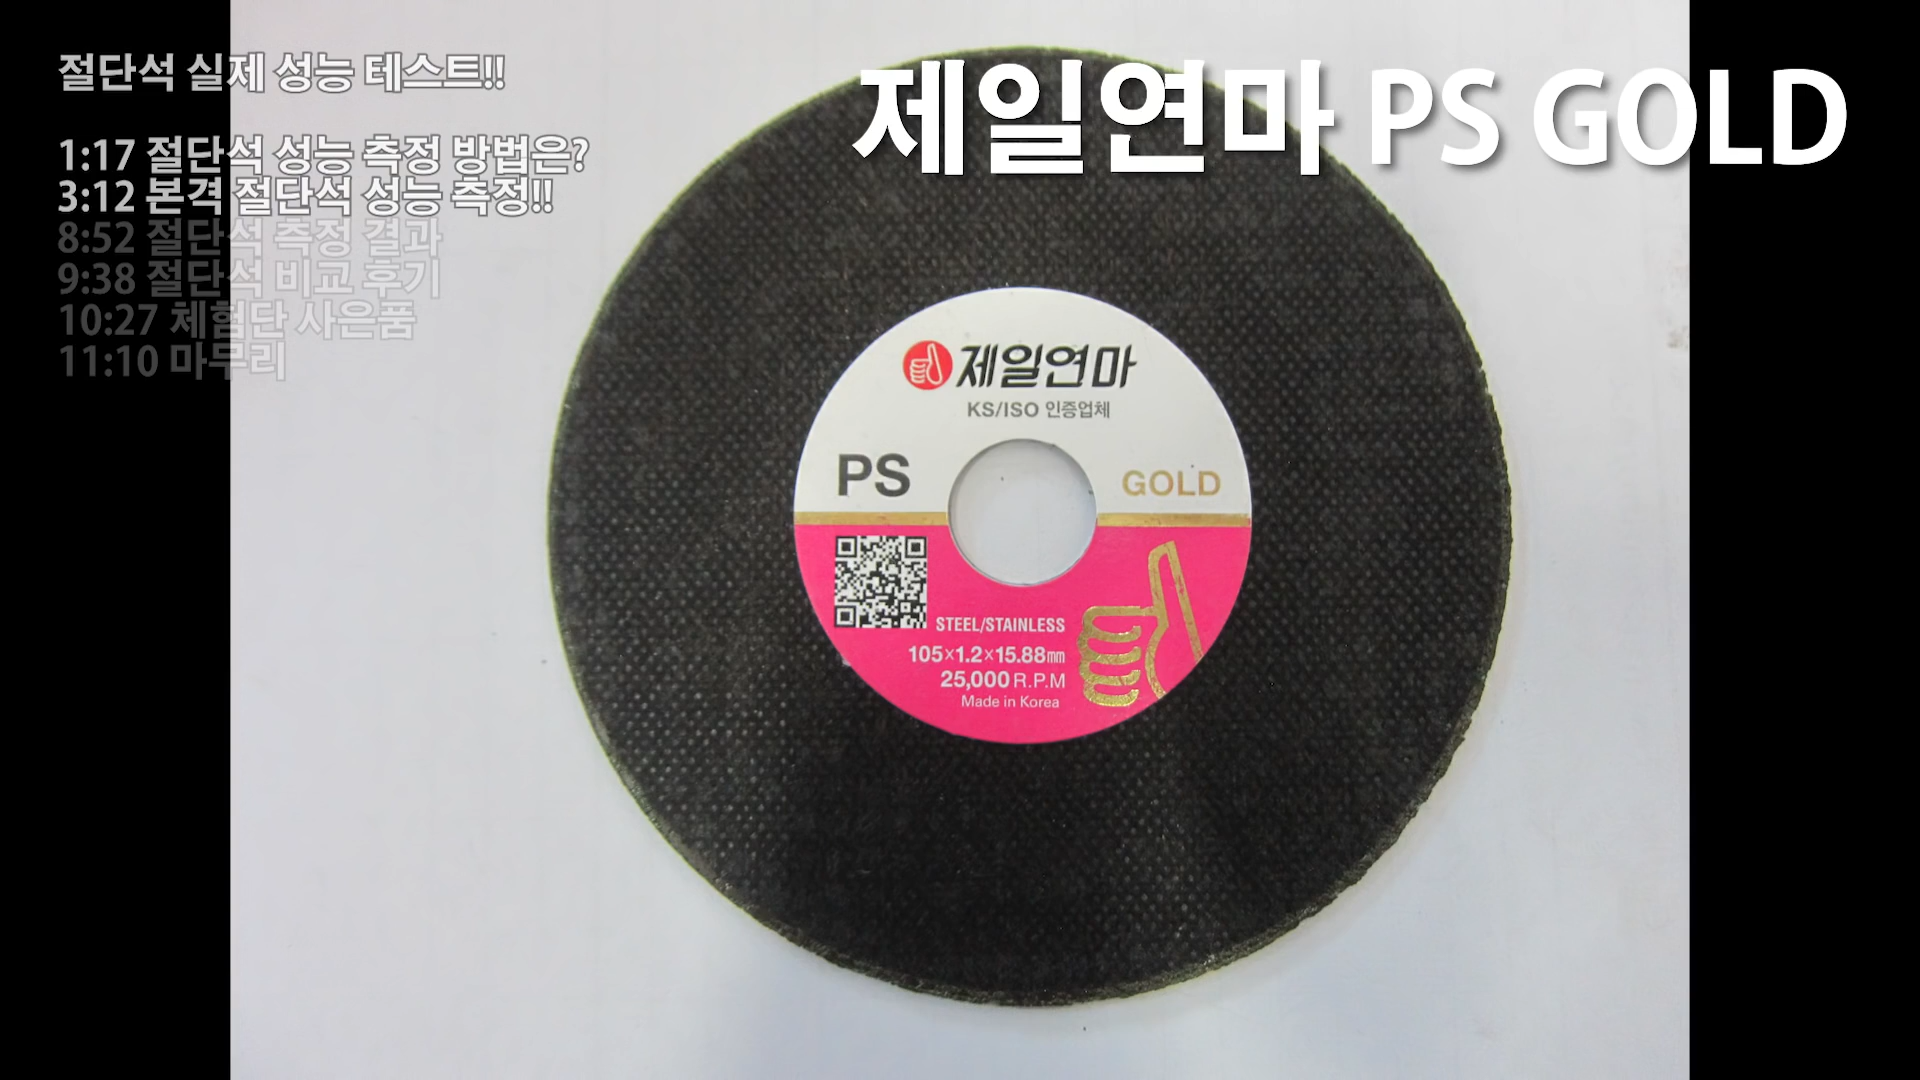 절단석 실제 성능 테스트!!
1:17 절단석 성능 측정 방법은?
3:12 본격 절단석 성능 측정!!
8:52 절단석 측정 결과
9:38 절단석 비교 후기
10:27 체험단 사은품
11:10 마무리
제일연마 PS GOLD
제일연마
KS/ISO 인증업체
PS
GOLD
STEEL/STAINLESS
105×1.2×15.88㎜
25,000 R.P.M
Made in Korea